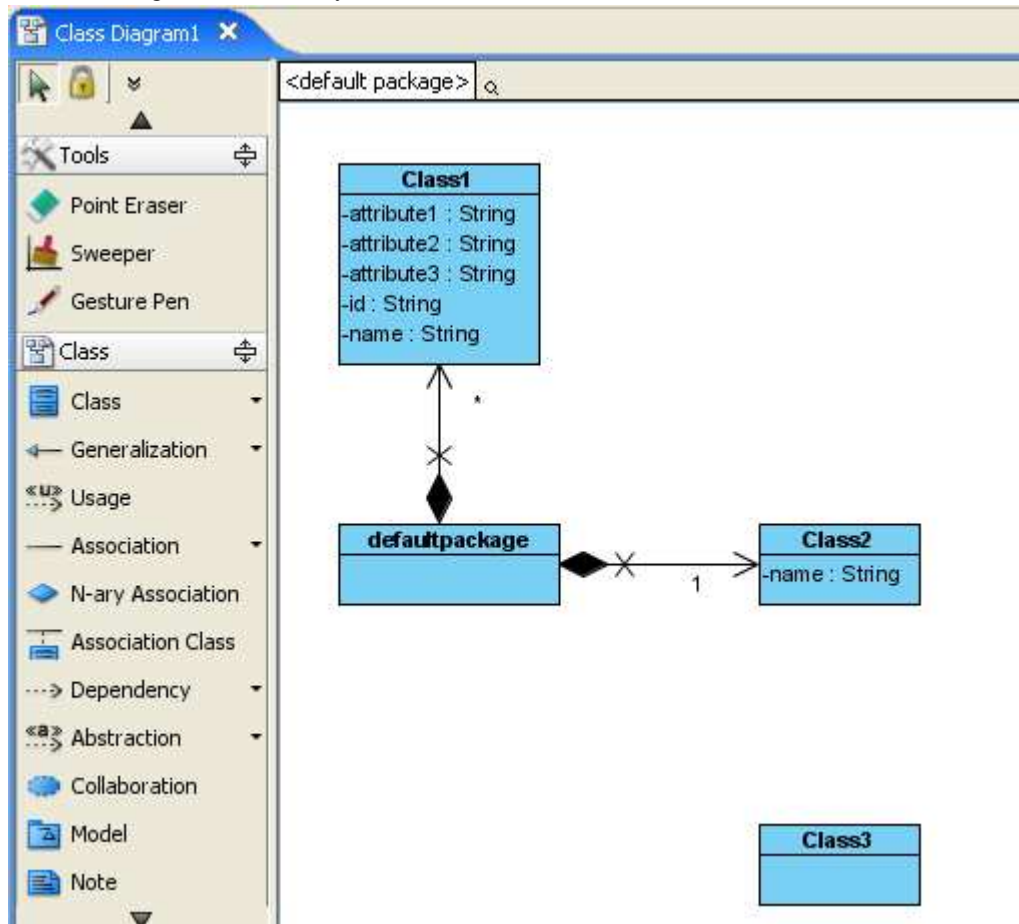 Class Diagram1
<default package>
Tools
Point Eraser
Sweeper
Gesture Pen
Class
Class
Generalization
«u» Usage
Association
N-ary Association
Association Class
Dependency
«a» Abstraction
Collaboration
Model
Note
Class1
-attribute1 : String
-attribute2 : String
-attribute3 : String
-id : String
-name : String
*
defaultpackage
1
Class2
-name : String
Class3